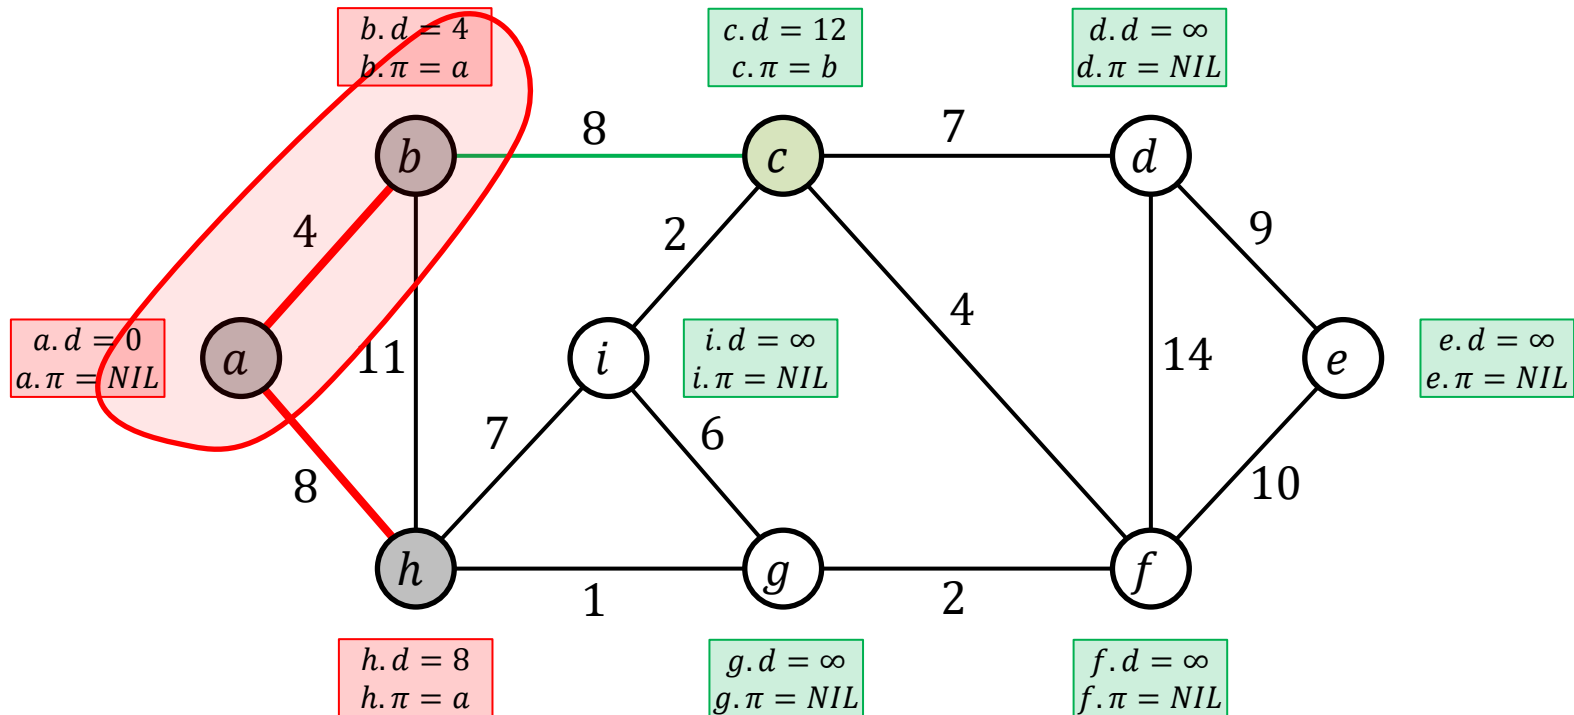 b.d = 4
b.π = a
c.d = 12
c.π = b
d.d = ∞
d.π = NIL
8
7
b
c
d
4
2
9
a.d = 0
a.π = NIL
a
11
i
i.d = ∞
i.π = NIL
4
14
e
e.d = ∞
e.π = NIL
8
7
6
10
h
g
f
1
2
h.d = 8
h.π = a
g.d = ∞
g.π = NIL
f.d = ∞
f.π = NIL